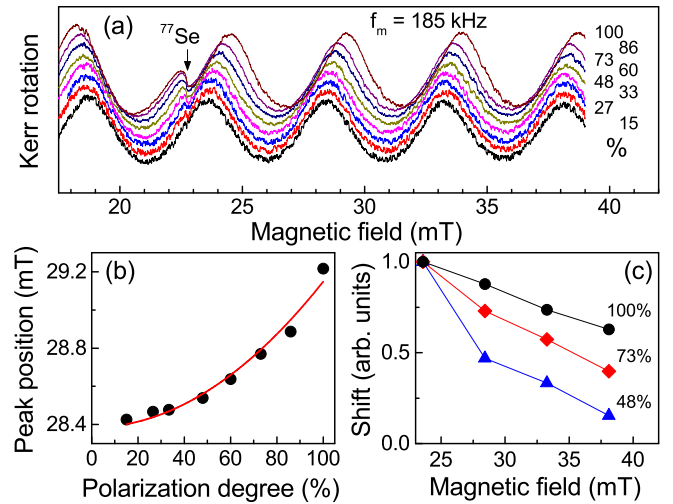 (a)
77Se
fm = 185 kHz
100
86
73
60
48
33
27
15
%
Kerr rotation
20 25 30 35 40
Magnetic field (mT)
(b)
Peak position (mT)
29.2
28.8
28.4
0 20 40 60 80 100
Polarization degree (%)
(c)
Shift (arb. units)
1.0
0.5
0.0
100%
73%
48%
25 30 35 40
Magnetic field (mT)